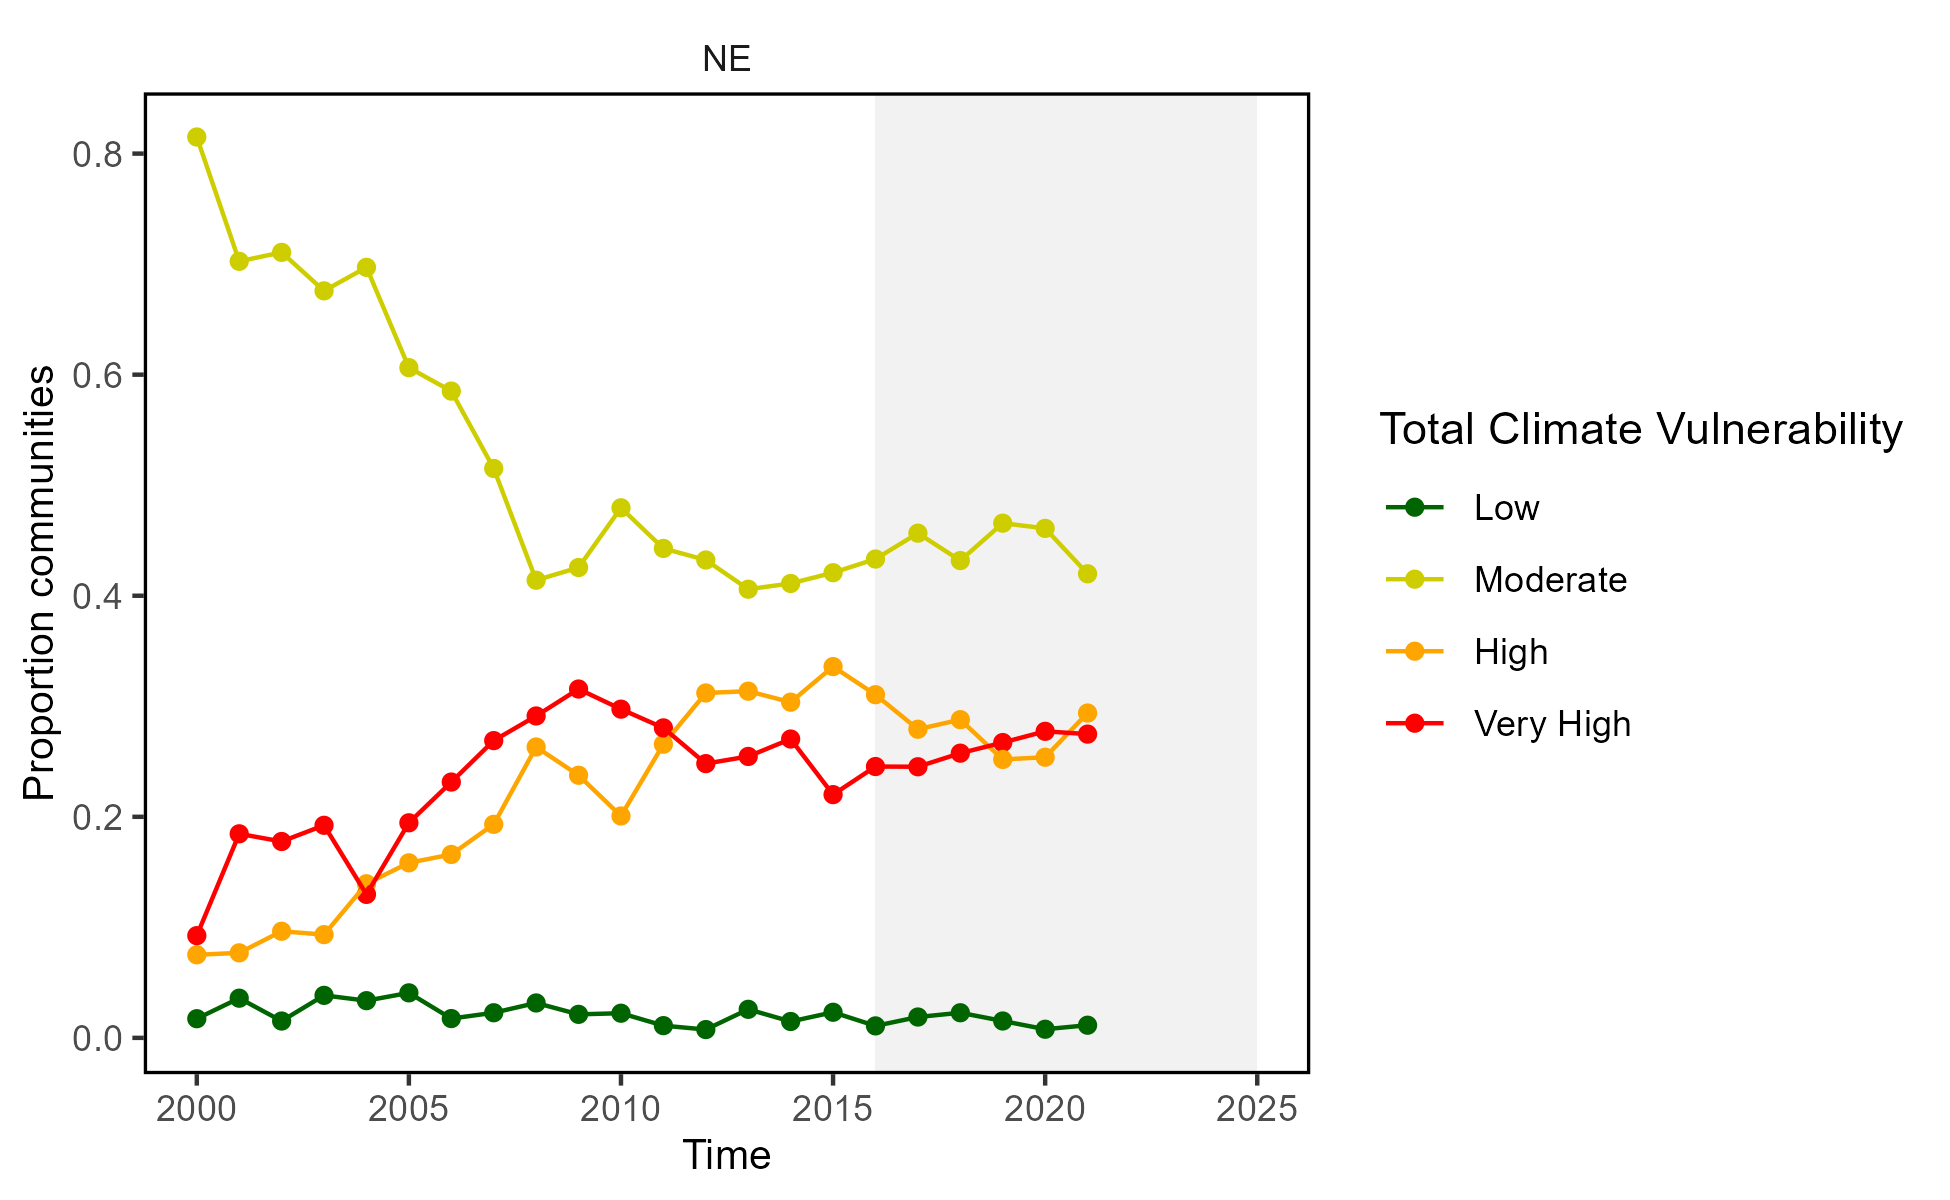 NE
0.8
0.6
0.4
0.2
0.0
Proportion communities
2000 2005 2010 2015 2020 2025
Time
Total Climate Vulnerability
Low
Moderate
High
Very High